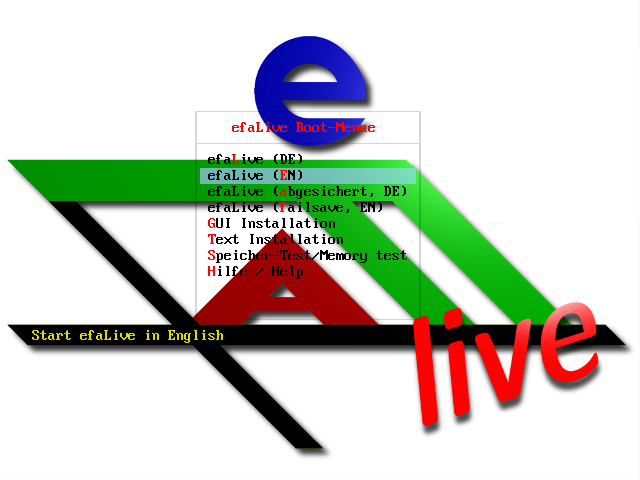 e
efaLive Boot-Menue
efaLive (DE)
efaLive (EN)
efaLive (abgesichert, DE)
efaLive (failsave, EN)
GUI Installation
Text Installation
Speicher-Test/Memory test
Hilfe / Help
A
Start efaLive in English
live